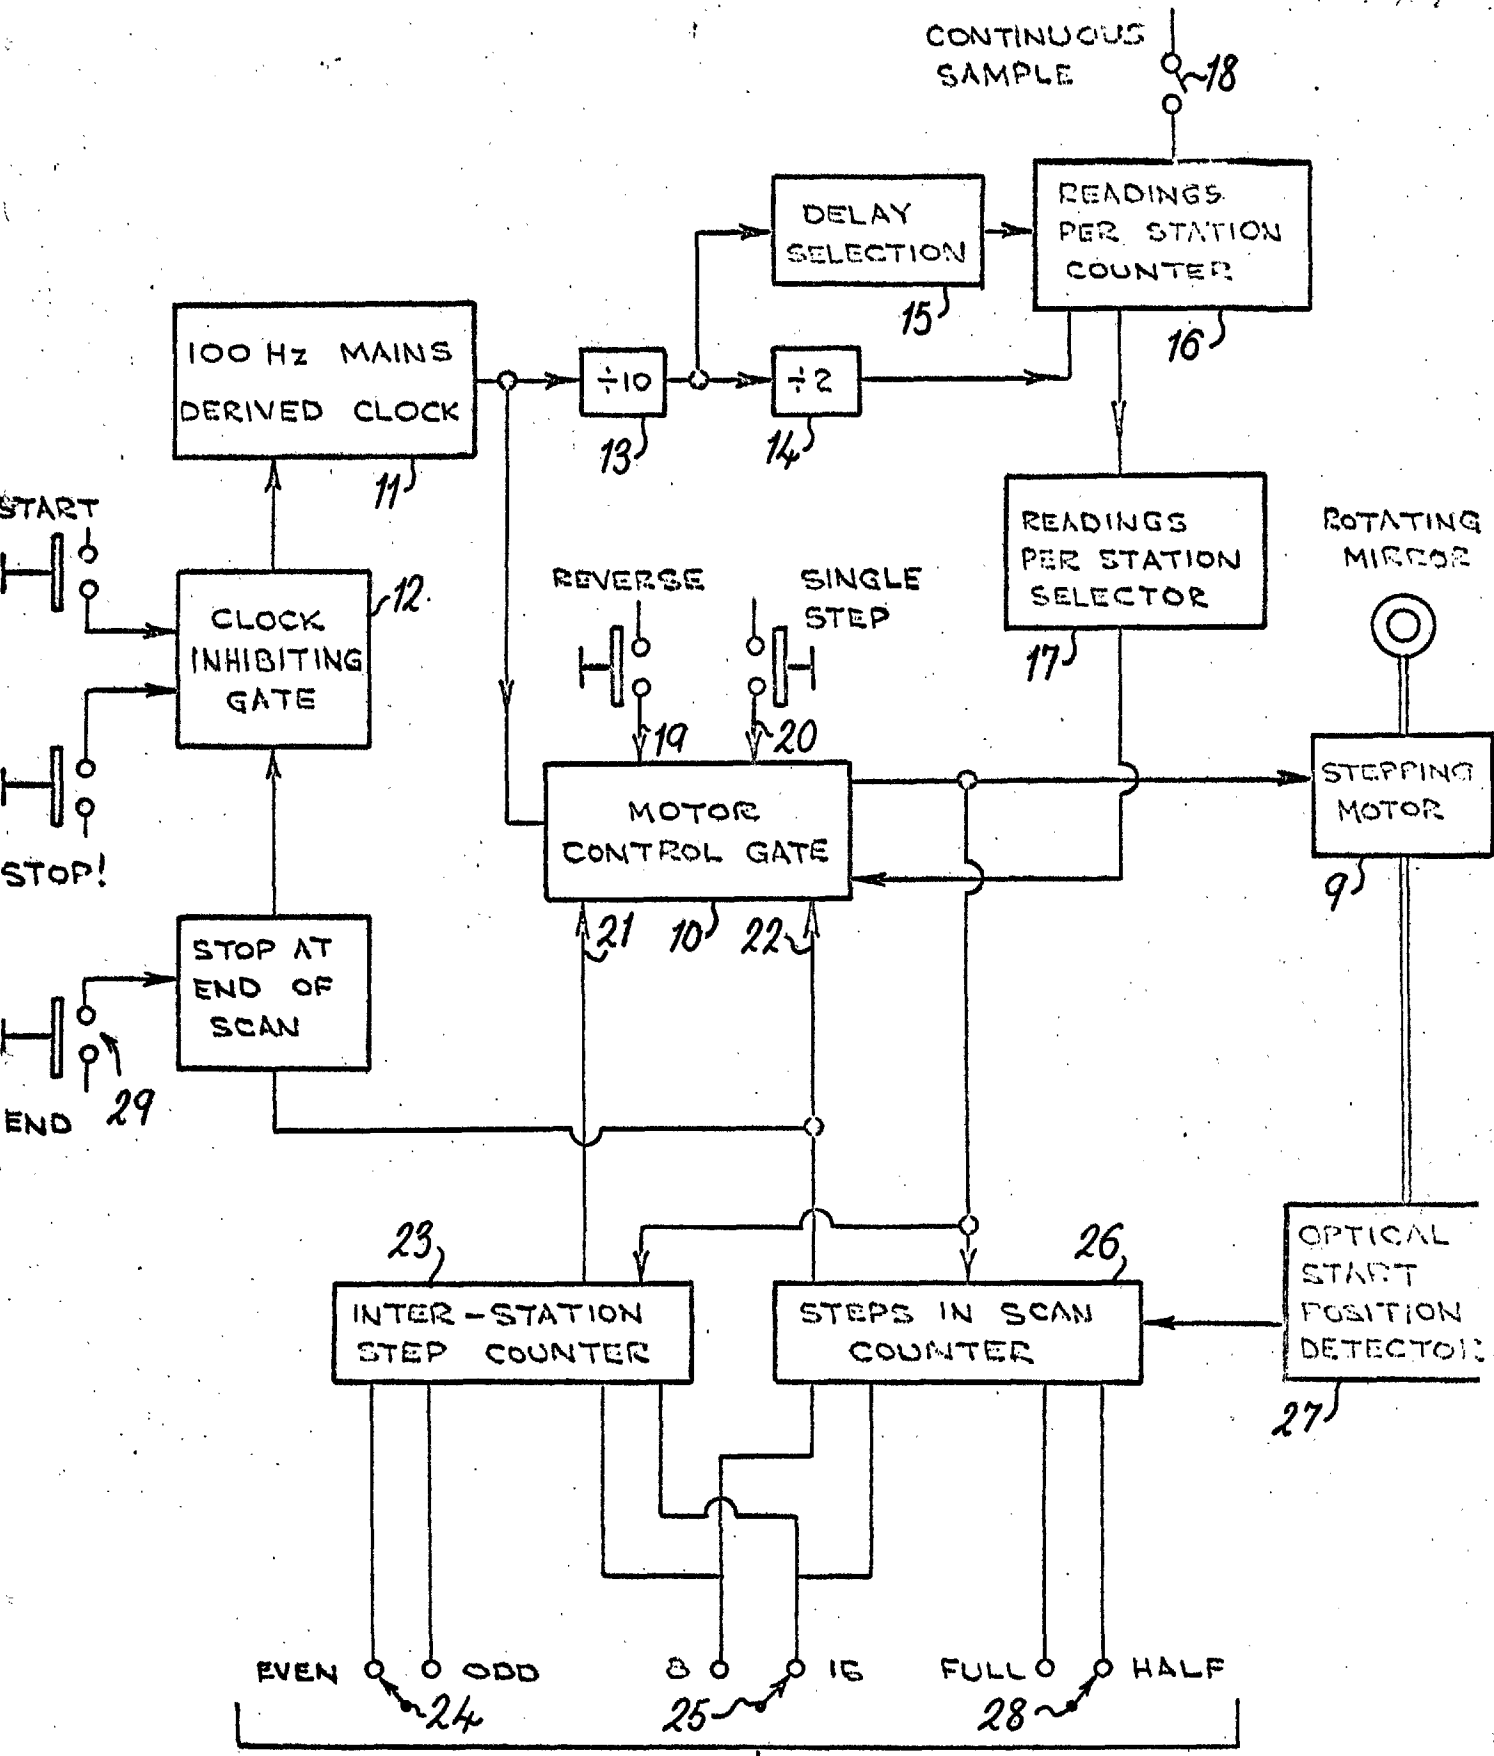 CONTINUOUS
SAMPLE
18
READINGS
PER STATION
COUNTER
16
DELAY
SELECTION
15
100 Hz MAINS
DERIVED CLOCK
11
÷10
13
÷2
14
START
CLOCK
INHIBITING
GATE
12
STOP!
REVERSE
19
SINGLE
STEP
20
READINGS
PER STATION
SELECTOR
17
ROTATING
MIRROR
STEPPING
MOTOR
9
MOTOR
CONTROL GATE
21
10
22
STOP AT
END OF
SCAN
29
END
23
INTER-STATION
STEP COUNTER
26
STEPS IN SCAN
COUNTER
OPTICAL
START
POSITION
DETECTOR
27
EVEN
ODD
24
8
16
25
FULL
HALF
28